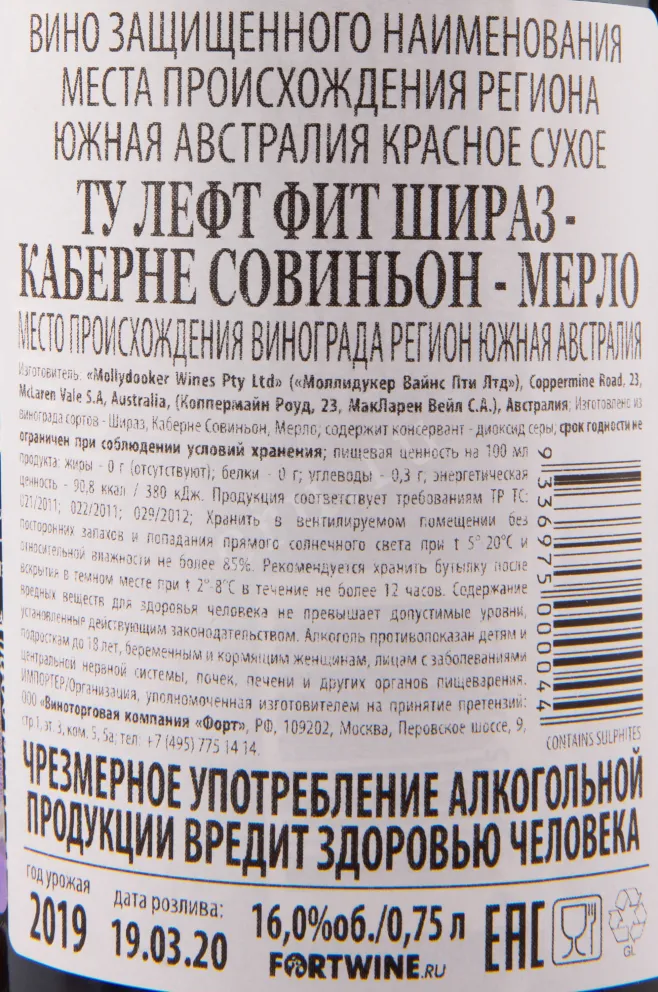 ВИНО ЗАЩИЩЕННОГО НАИМЕНОВАНИЯ
МЕСТА ПРОИСХОЖДЕНИЯ РЕГИОНА
ЮЖНАЯ АВСТРАЛИЯ КРАСНОЕ СУХОЕ
ТУ ЛЕФТ ФИТ ШИРАЗ -
КАБЕРНЕ СОВИНЬОН - МЕРЛО
МЕСТО ПРОИСХОЖДЕНИЯ ВИНОГРАДА РЕГИОН ЮЖНАЯ АВСТРАЛИЯ
Изготовитель: «Mollydooker Wines Pty Ltd» («Моллидукер Вайнс Пти Лтд»), Coppermine Road, 23,
McLaren Vale S.A, Australia, (Коппермайн Роуд, 23, МакЛарен Вейл С.А.), Австралия; Изготовлено из
винограда сортов - Шираз, Каберне Совиньон, Мерло; содержит консервант - диоксид серы; срок годности не
ограничен при соблюдении условий хранения; пищевая ценность на 100 мл
продукта: жиры - 0 г (отсутствуют); белки - 0 г; углеводы - 0,3 г; энергетическая
ценность - 90,8 ккал / 380 кДж. Продукция соответствует требованиям ТР ТС:
021/2011; 022/2011; 029/2012; Хранить в вентилируемом помещении без
посторонних запахов и попадания прямого солнечного света при t 5°-20°С и
относительной влажности не более 85%. Рекомендуется хранить бутылку после
вскрытия в темном месте при t 2°-8°С в течение не более 12 часов. Содержание
вредных веществ для здоровья человека не превышает допустимые уровни,
установленные действующим законодательством. Алкоголь противопоказан детям и
подросткам до 18 лет, беременным и кормящим женщинам, лицам с заболеваниями
центральной нервной системы, почек, печени и других органов пищеварения.
ИМПОРТЕР/Организация, уполномоченная изготовителем на принятие претензий:
ООО «Виноторговая компания «Форт», РФ, 109202, Москва, Перовское шоссе, 9,
стр.1, эт. 3, ком. 5, 5а; тел: +7 (495) 775 14 14.
9 336975 000044
CONTAINS SULPHITES
ЧРЕЗМЕРНОЕ УПОТРЕБЛЕНИЕ АЛКОГОЛЬНОЙ
ПРОДУКЦИИ ВРЕДИТ ЗДОРОВЬЮ ЧЕЛОВЕКА
год урожая
2019
дата розлива:
19.03.20
16,0%об./0,75 л
FORTWINE.RU
EAC
GL